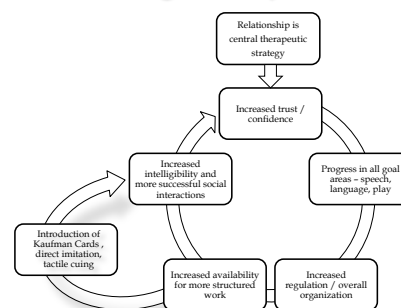 Relationship is
central therapeutic
strategy
Increased trust /
confidence
Increased
intelligibility and
more successful social
interactions
Progress in all goal
areas – speech,
language, play
Introduction of
Kaufman Cards ,
direct imitation,
tactile cuing
Increased availability
for more structured
work
Increased
regulation / overall
organization